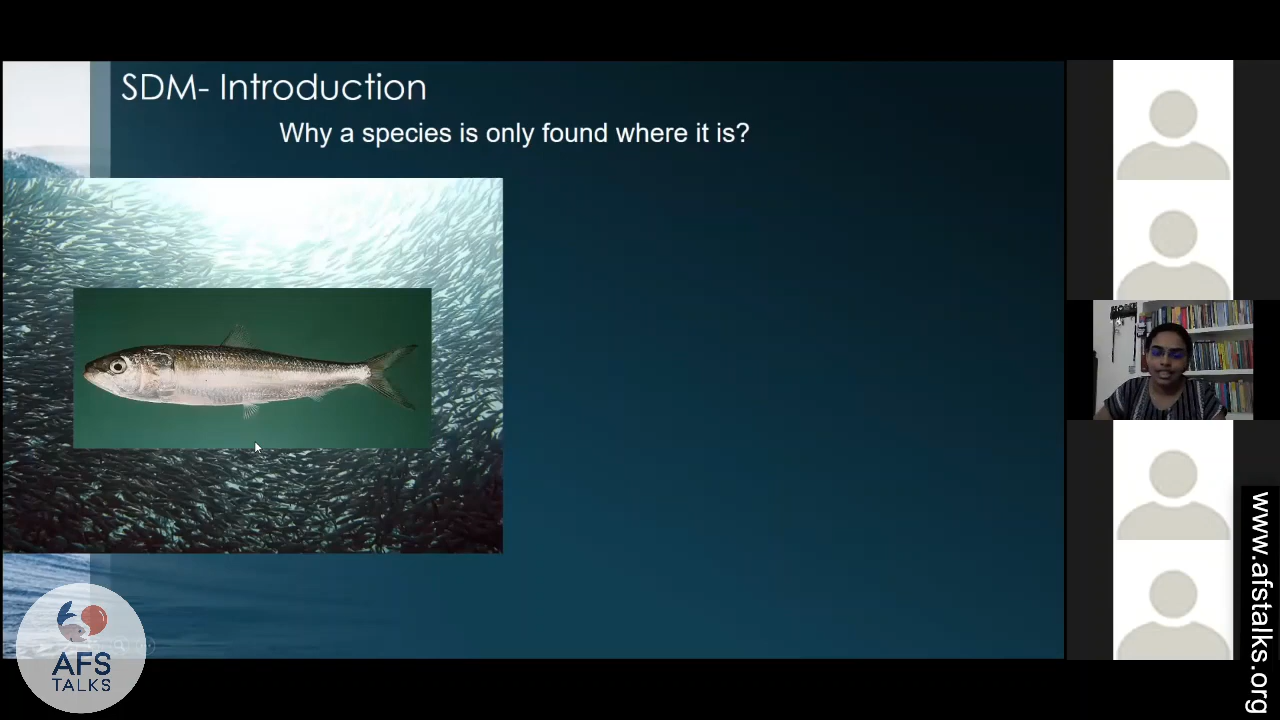 SDM- Introduction
Why a species is only found where it is?
AFS
TALKS
www.afstalks.org